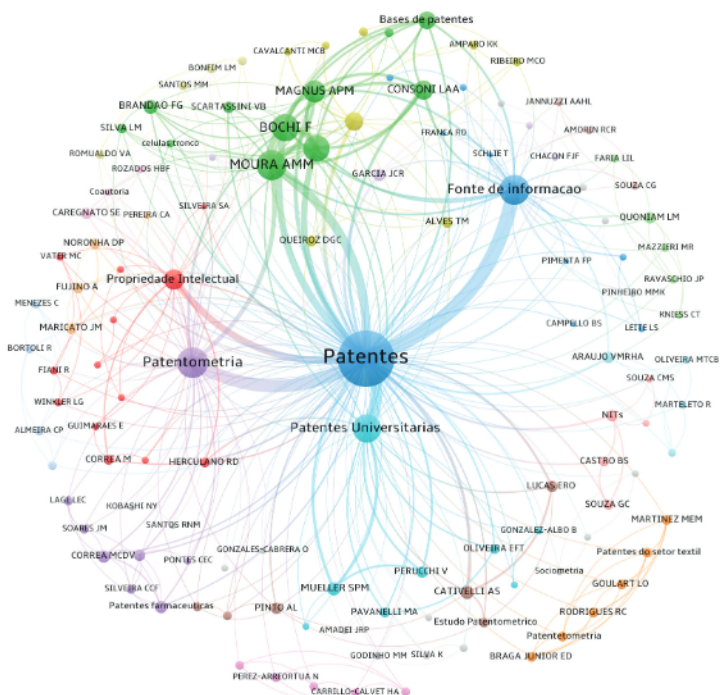 Bases de patentes
CAVALCANTI MCB
AMPARO KK
RIBEIRO MCO
BONFIM LM
SANTOS MM
MAGNUS APM
CONSONI LAA
JANNUZZI AAHL
BRANDAO FG
SCARTASSINI VB
AMORIN RCR
SILVA LM
BOCHI F
FRANCA RD
celulas tronco
ROMUALDO VA
SCHLIE T
CHACON FJF
FARIA LIL
ROZADOS HBF
MOURA AMM
GARCIA JCR
Coautoria
Fonte de informacao
SOUZA CG
CAREGNATO SE
PEREIRA CA
SILVEIRA SA
QUONIAM LM
ALVES TM
NORONHA DP
QUEIROZ DGC
MAZZIERI MR
VATER MC
PIMENTA FP
Propriedade Intelectual
FUJINO A
RAVASCHIO JP
PINHEIRO MMK
MENEZES C
KNIESS CT
MARICATO JM
CAMPELLO BS
LEITE LS
BORTOLI R
Patentes
Patentometria
ARAUJO VMRHA
OLIVEIRA MTCB
FIANI R
SOUZA CMS
WINKLER LG
MARTELETO R
NITs
GUIMARAES E
Patentes Universitarias
ALMEIRA CP
CORREA M
HERCULANO RD
CASTRO BS
LUCAS ERO
LAGE LEC
KOBASHI NY
SOUZA GC
MARTINEZ MEM
SOARES JM
SANTOS RNM
GONZALEZ-ALBO B
GONZALES-CABRERA O
OLIVEIRA EFT
Patentes do setor textil
CORREA MCDV
PONTES CEC
PERUCCHI V
Sociometria
GOULART LO
SILVEIRA CCF
MUELLER SPM
CATIVELLI AS
Patentes farmaceuticas
PINTO AL
PAVANELLI MA
RODRIGUES RC
Estudo Patentometrico
AMADEI JRP
Patentetometria
GODINHO MM
SILVA K
BRAGA JUNIOR ED
PEREZ-ARREORTUA N
CARRILLO-CALVET HA